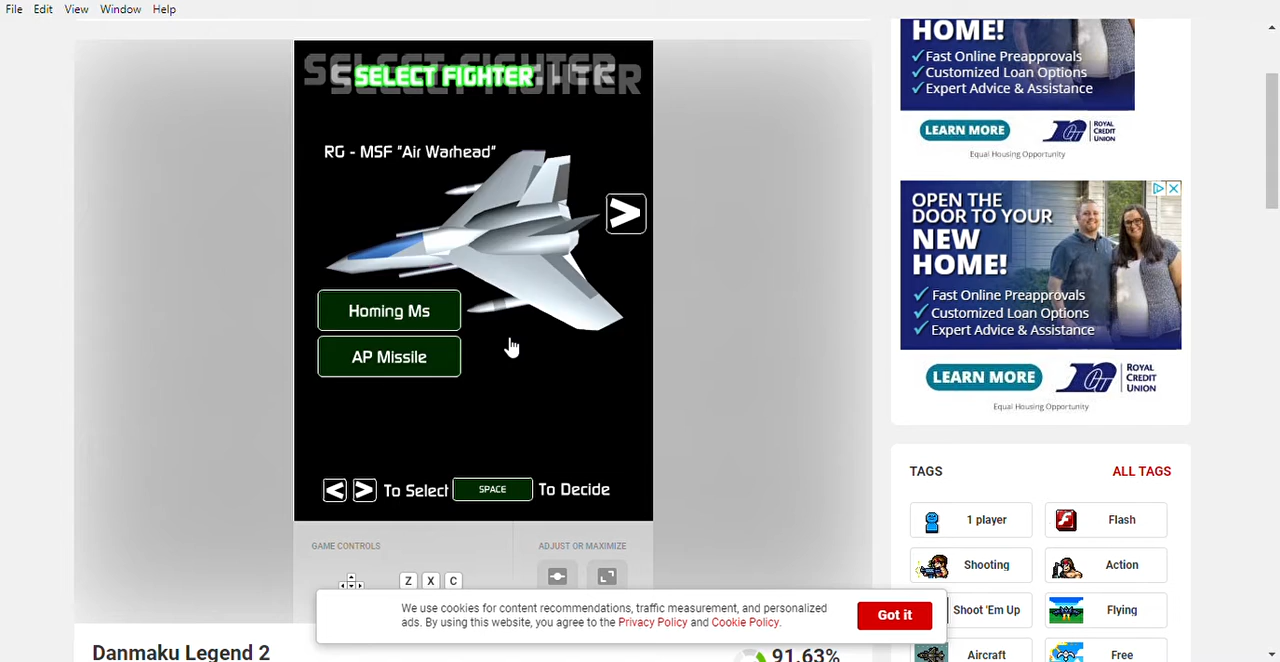 File Edit View Window Help
SELECT FIGHTER
SELECT FIGHTER
RG - MSF "Air Warhead"
>
Homing Ms
AP Missile
< > To Select SPACE To Decide
GAME CONTROLS
ADJUST OR MAXIMIZE
Z X C
We use cookies for content recommendations, traffic measurement, and personalized
ads. By using this website, you agree to the Privacy Policy and Cookie Policy.
Got it
Danmaku Legend 2
91.63%
HOME!
✓Fast Online Preapprovals
✓Customized Loan Options
✓Expert Advice & Assistance
LEARN MORE
ROYAL
CREDIT
UNION
Equal Housing Opportunity
OPEN THE
DOOR TO YOUR
NEW
HOME!
✓ Fast Online Preapprovals
✓ Customized Loan Options
✓ Expert Advice & Assistance
LEARN MORE
ROYAL
CREDIT
UNION
Equal Housing Opportunity
TAGS
ALL TAGS
1 player
Flash
Shooting
Action
Shoot 'Em Up
Flying
Aircraft
Free